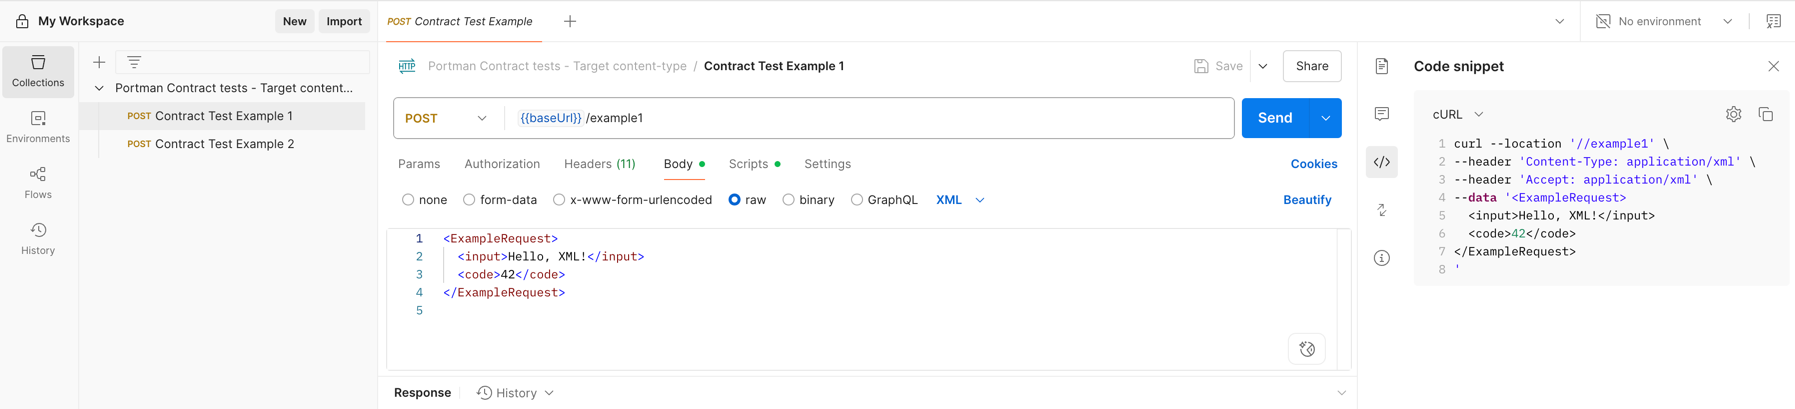 My Workspace
New
Import
POST Contract Test Example
No environment
Collections
Environments
Flows
History
Portman Contract tests - Target content...
POST Contract Test Example 1
POST Contract Test Example 2
HTTP Portman Contract tests - Target content-type / Contract Test Example 1
Save
Share
POST
{{baseUrl}} /example1
Send
Params
Authorization
Headers (11)
Body
Scripts
Settings
Cookies
none
form-data
x-www-form-urlencoded
raw
binary
GraphQL
XML
Beautify
1 <ExampleRequest>
2 <input>Hello, XML!</input>
3 <code>42</code>
4 </ExampleRequest>
5
Response
History
Code snippet
cURL
1 curl --location '//example1' \
2 --header 'Content-Type: application/xml' \
3 --header 'Accept: application/xml' \
4 --data '<ExampleRequest>
5 <input>Hello, XML!</input>
6 <code>42</code>
7 </ExampleRequest>
8 '